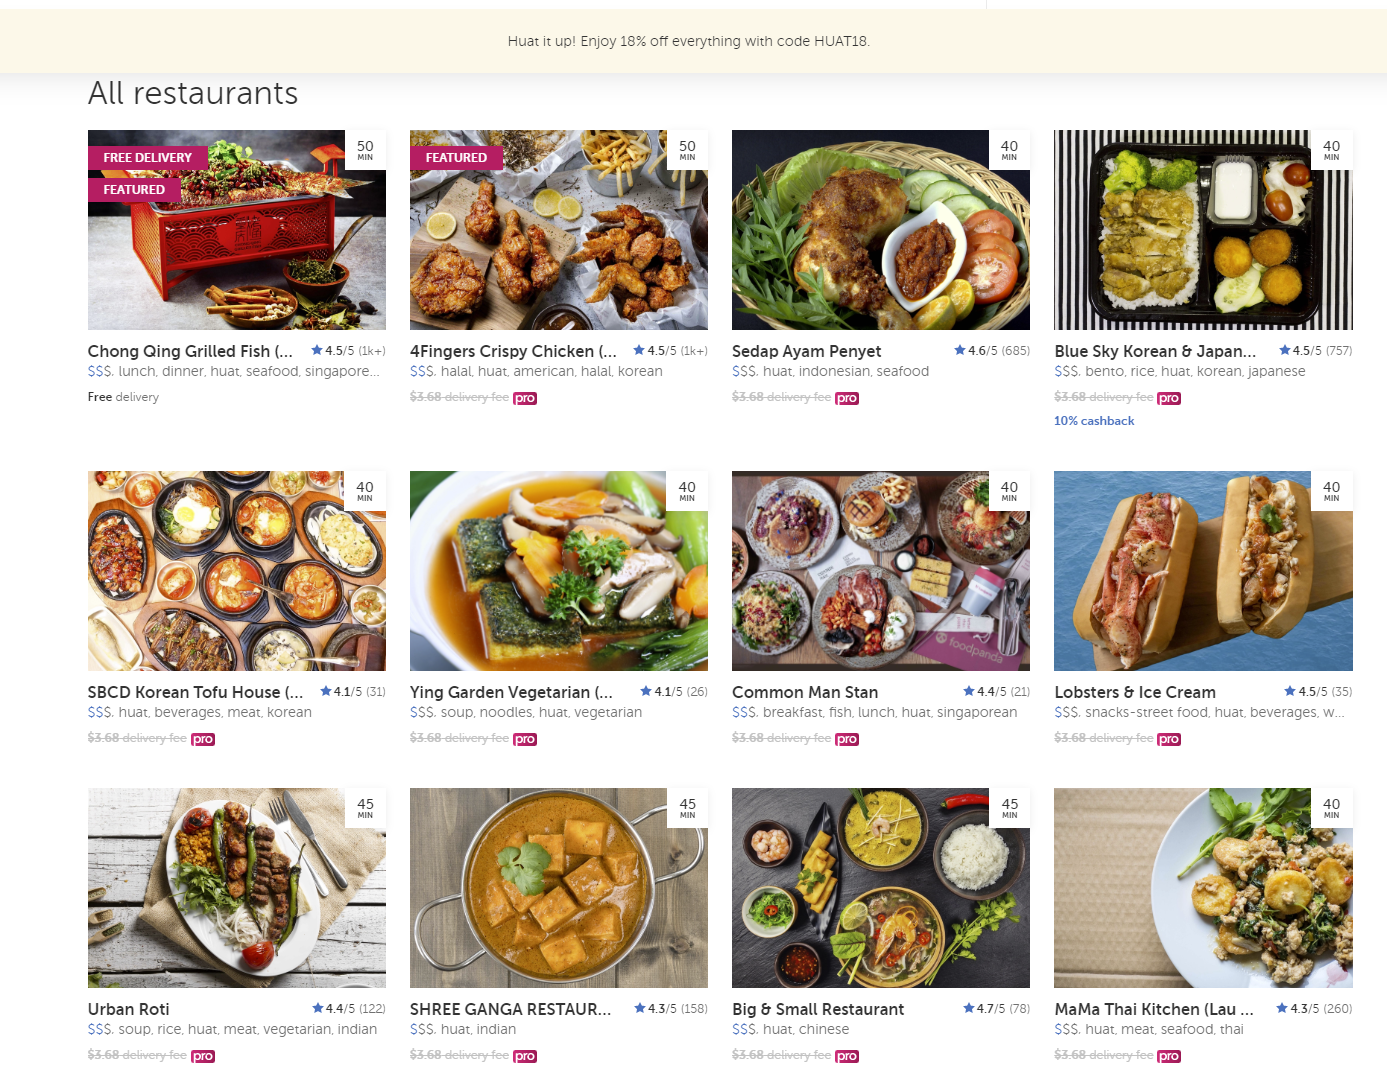 Huat it up! Enjoy 18% off everything with code HUAT18.
All restaurants
FREE DELIVERY
FEATURED
50
MIN
Chong Qing Grilled Fish (... 4.5/5 (1k+)
$$$. lunch, dinner, huat, seafood, singapore...
Free delivery
FEATURED
50
MIN
4Fingers Crispy Chicken (... 4.5/5 (1k+)
$$$. halal, huat, american, halal, korean
$3.68 delivery fee pro
40
MIN
Sedap Ayam Penyet 4.6/5 (685)
$$$. huat, indonesian, seafood
$3.68 delivery fee pro
40
MIN
Blue Sky Korean & Japan... 4.5/5 (757)
$$$. bento, rice, huat, korean, japanese
$3.68 delivery fee pro
10% cashback
40
MIN
SBCD Korean Tofu House (... 4.1/5 (31)
$$$. huat, beverages, meat, korean
$3.68 delivery fee pro
40
MIN
Ying Garden Vegetarian (... 4.1/5 (26)
$$$. soup, noodles, huat, vegetarian
$3.68 delivery fee pro
40
MIN
foodpanda
Common Man Stan 4.4/5 (21)
$$$. breakfast, fish, lunch, huat, singaporean
$3.68 delivery fee pro
40
MIN
Lobsters & Ice Cream 4.5/5 (35)
$$$. snacks-street food, huat, beverages, w...
$3.68 delivery fee pro
45
MIN
Urban Roti 4.4/5 (122)
$$$. soup, rice, huat, meat, vegetarian, indian
$3.68 delivery fee pro
45
MIN
SHREE GANGA RESTAUR... 4.3/5 (158)
$$$. huat, indian
$3.68 delivery fee pro
45
MIN
Big & Small Restaurant 4.7/5 (78)
$$$. huat, chinese
$3.68 delivery fee pro
40
MIN
MaMa Thai Kitchen (Lau ... 4.3/5 (260)
$$$. huat, meat, seafood, thai
$3.68 delivery fee pro